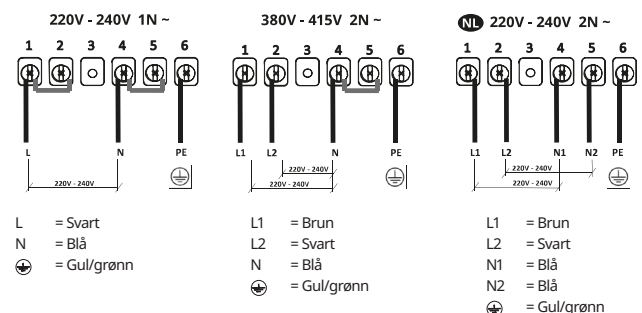 220V - 240V 1N ~
1 2 3 4 5 6
L N PE
220V - 240V
L = Svart
N = Blå
= Gul/grønn
380V - 415V 2N ~
1 2 3 4 5 6
L1 L2 N PE
220V - 240V
220V - 240V
L1 = Brun
L2 = Svart
N = Blå
= Gul/grønn
NL 220V - 240V 2N ~
1 2 3 4 5 6
L1 L2 N1 N2 PE
220V - 240V
220V - 240V
L1 = Brun
L2 = Svart
N1 = Blå
N2 = Blå
= Gul/grønn